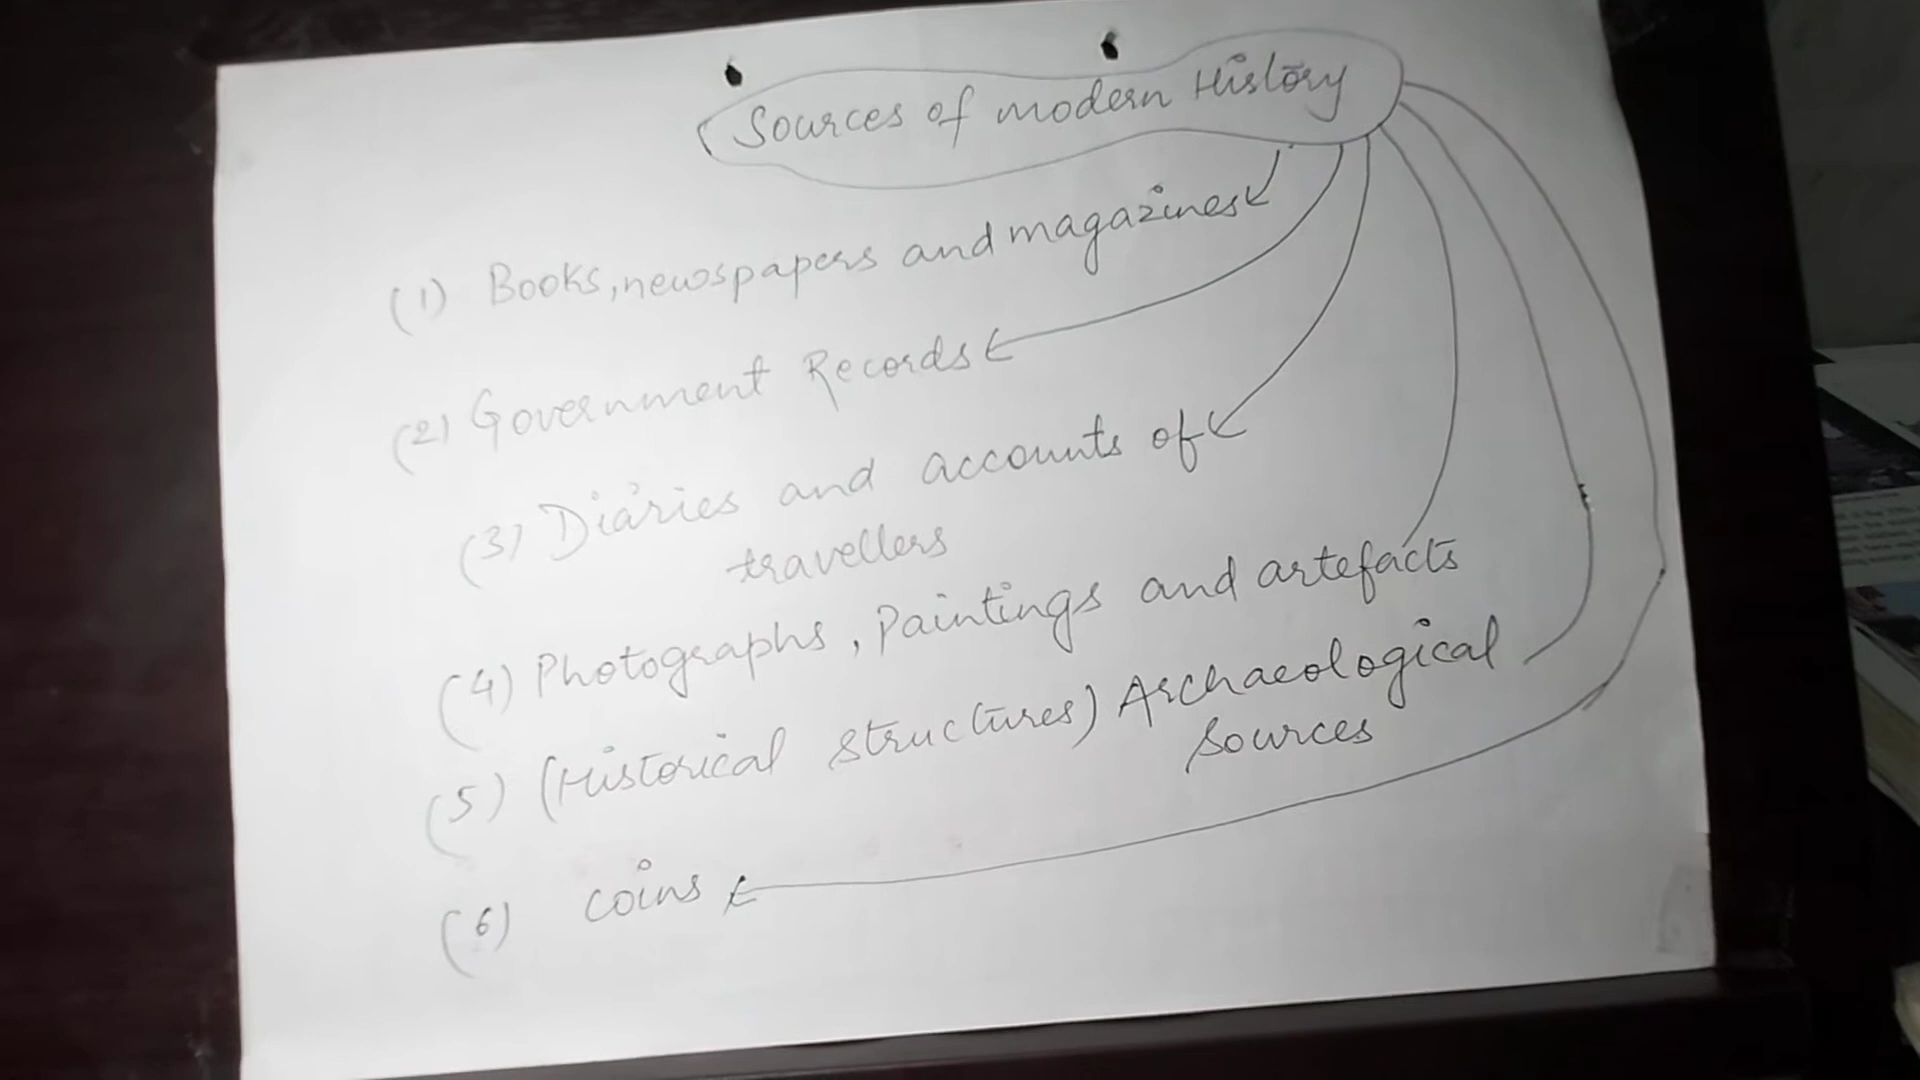 Sources of modern History
(1) Books, newspapers and magazines
(2) Government Records
(3) Diaries and accounts of
travellers
(4) Photographs, Paintings and artefacts
(5) (Historical structures) Archaeological
Sources
(6) coins